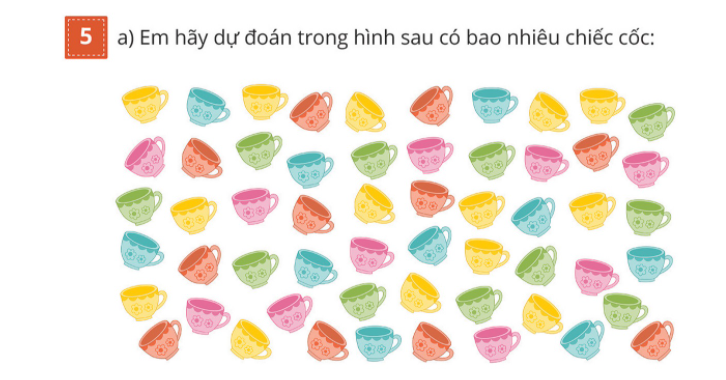 5 a) Em hãy dự đoán trong hình sau có bao nhiêu chiếc cốc: